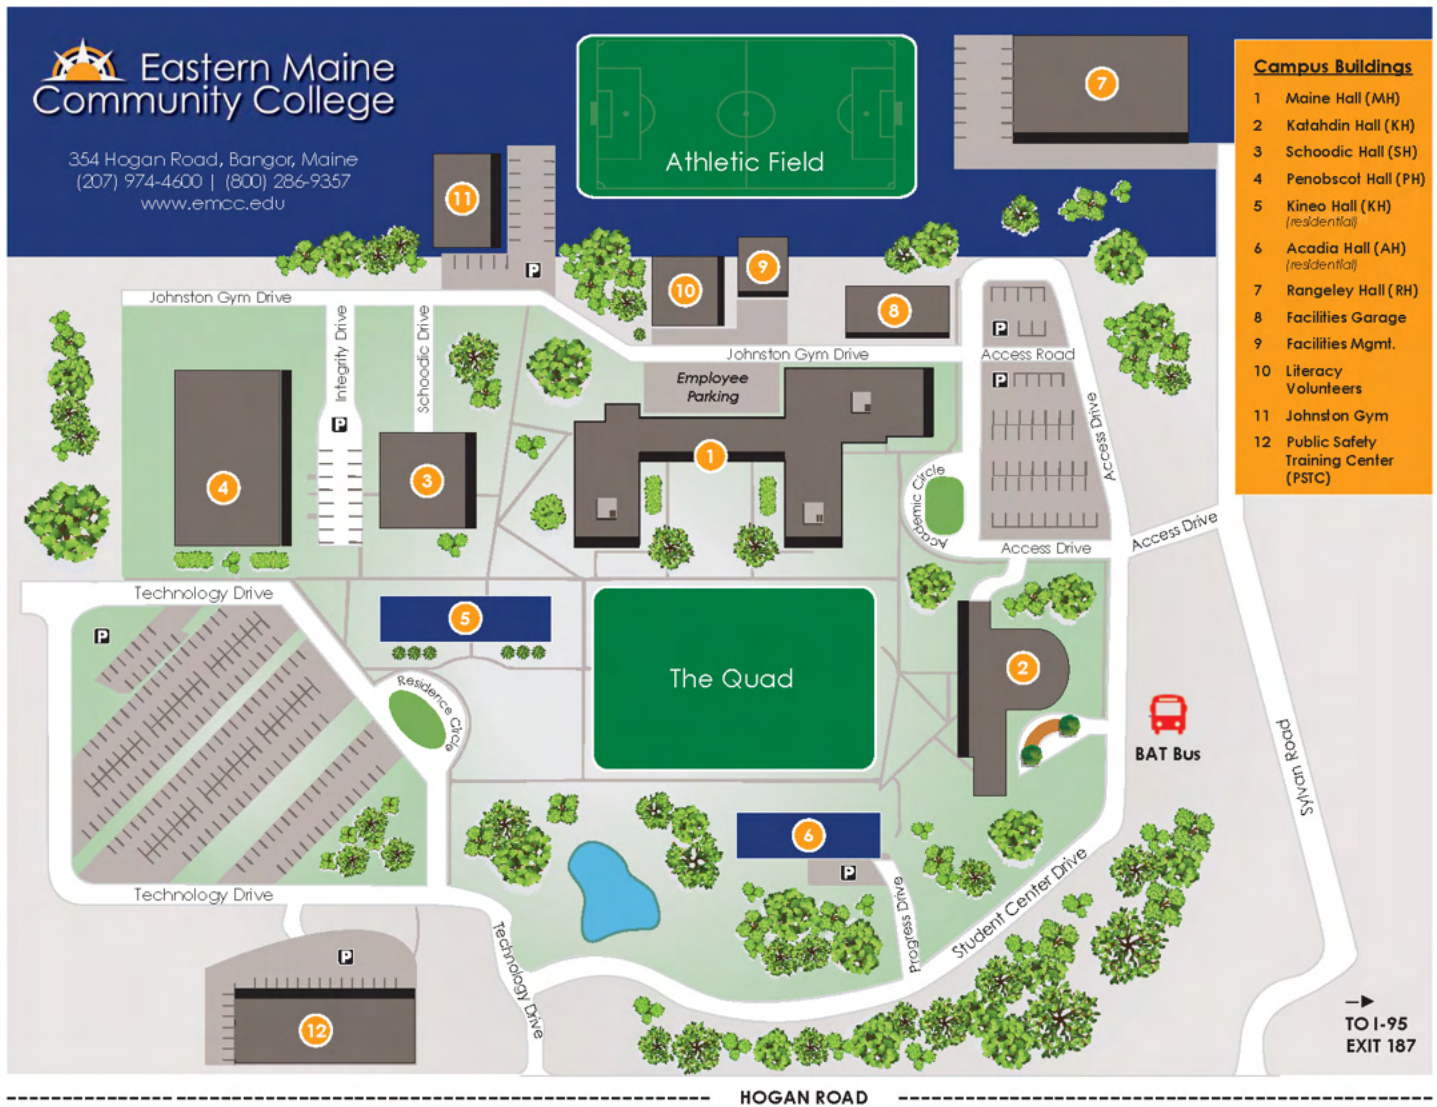 Eastern Maine
Community College
354 Hogan Road, Bangor, Maine
(207) 974-4600 | (800) 286-9357
www.emcc.edu
Athletic Field
7
11
9
10
8
P
Johnston Gym Drive
Integrity Drive
Schoodic Drive
Johnston Gym Drive
P
Access Road
Employee
Parking
P
Access Drive
P
1
3
4
Academic Circle
Access Drive
Access Drive
Technology Drive
P
5
The Quad
2
Residence Circle
BAT Bus
Sylvan Road
6
P
Progress Drive
Student Center Drive
Technology Drive
Technology Drive
P
12
TO I-95
EXIT 187
HOGAN ROAD
Campus Buildings
1 Maine Hall (MH)
2 Katahdin Hall (KH)
3 Schoodic Hall (SH)
4 Penobscot Hall (PH)
5 Kineo Hall (KH)
(residential)
6 Acadia Hall (AH)
(residential)
7 Rangeley Hall (RH)
8 Facilities Garage
9 Facilities Mgmt.
10 Literacy
Volunteers
11 Johnston Gym
12 Public Safety
Training Center
(PSTC)